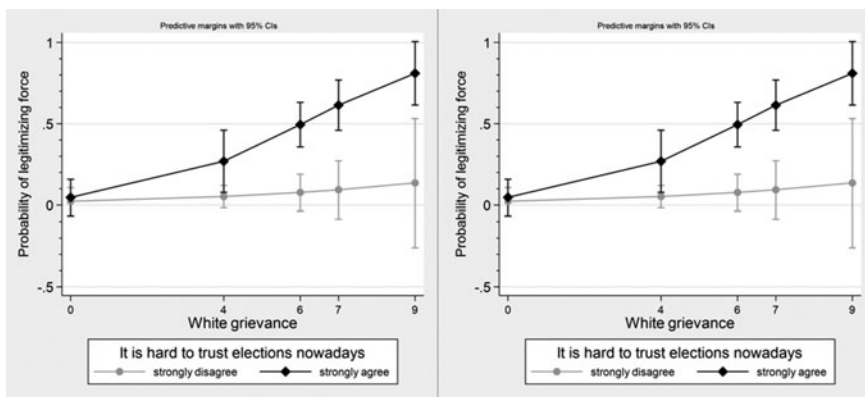 Predictive margins with 95% CIs
Probability of legitimizing force
1
.5
0
-.5
0 4 6 7 9
White grievance
It is hard to trust elections nowadays
strongly disagree strongly agree
Predictive margins with 95% CIs
Probability of legitimizing force
1
.5
0
-.5
0 4 6 7 9
White grievance
It is hard to trust elections nowadays
strongly disagree strongly agree